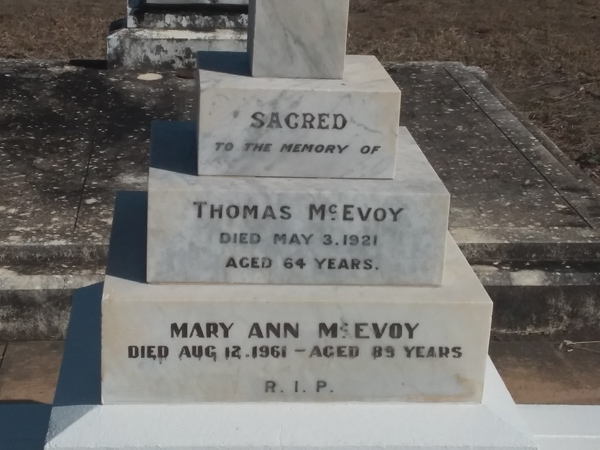 SACRED
TO THE MEMORY OF
THOMAS McEVOY
DIED MAY 3.1921
AGED 64 YEARS.
MARY ANN McEVOY
DIED AUG 12.1961 - AGED 89 YEARS
R. I. P.